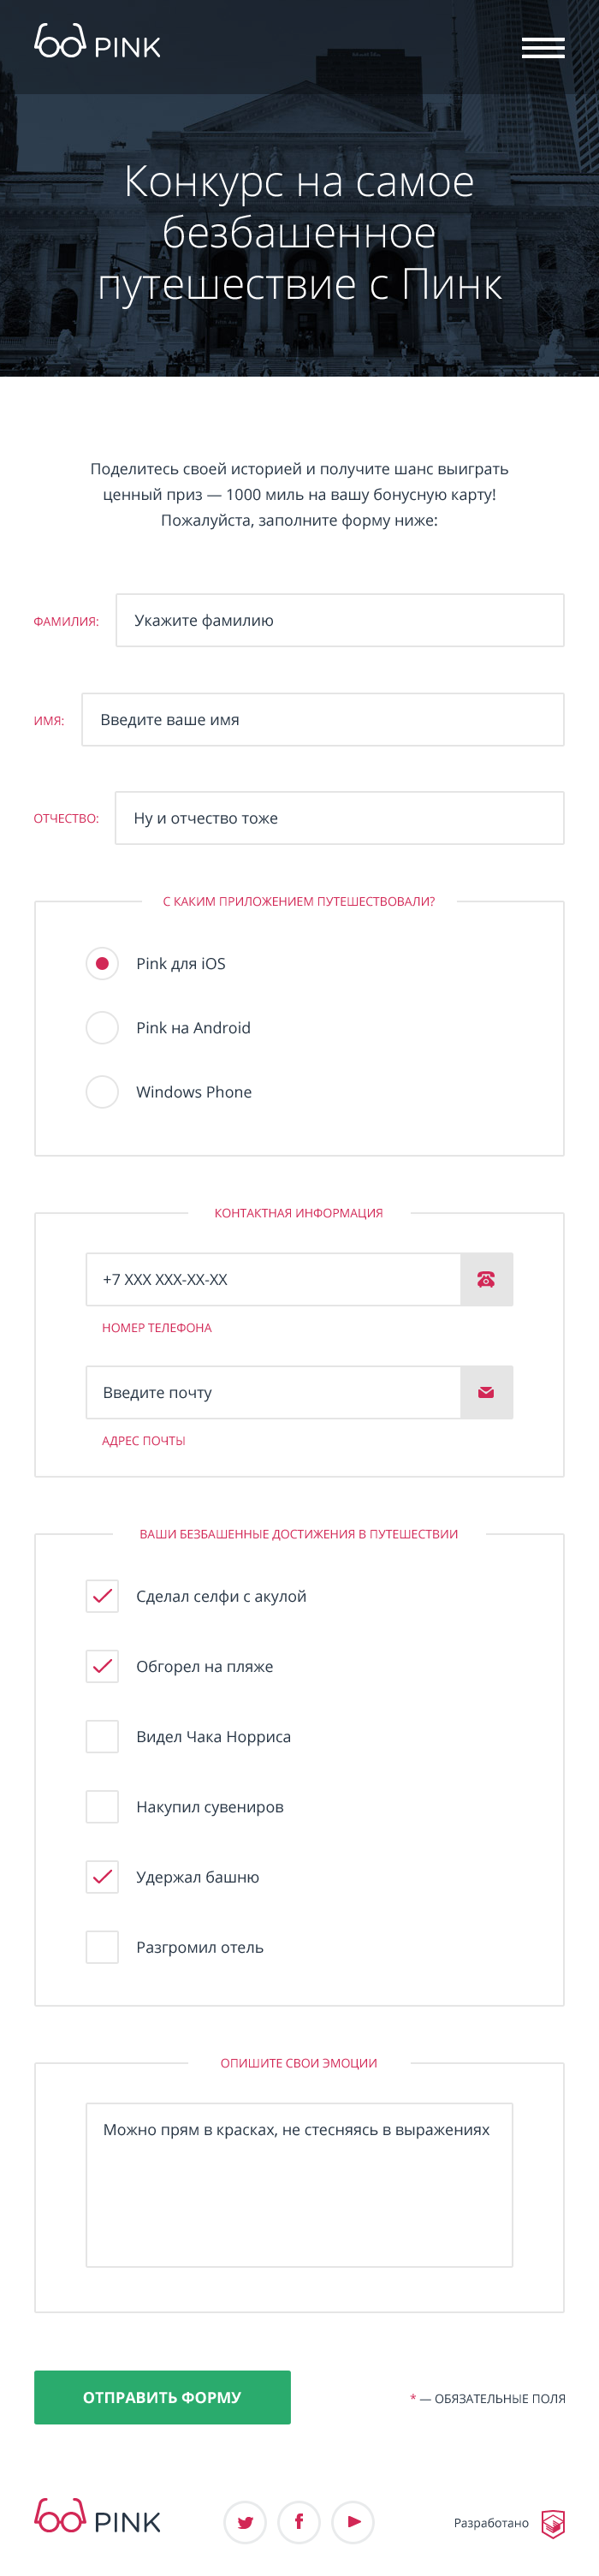 PINK
Конкурс на самое
безбашенное
путешествие с Пинк
Поделитесь своей историей и получите шанс выиграть
ценный приз — 1000 миль на вашу бонусную карту!
Пожалуйста, заполните форму ниже:
ФАМИЛИЯ: Укажите фамилию
ИМЯ: Введите ваше имя
ОТЧЕСТВО: Ну и отчество тоже
С КАКИМ ПРИЛОЖЕНИЕМ ПУТЕШЕСТВОВАЛИ?
Pink для iOS
Pink на Android
Windows Phone
КОНТАКТНАЯ ИНФОРМАЦИЯ
+7 XXX XXX-XX-XX
НОМЕР ТЕЛЕФОНА
Введите почту
АДРЕС ПОЧТЫ
ВАШИ БЕЗБАШЕННЫЕ ДОСТИЖЕНИЯ В ПУТЕШЕСТВИИ
Сделал селфи с акулой
Обгорел на пляже
Видел Чака Норриса
Накупил сувениров
Удержал башню
Разгромил отель
ОПИШИТЕ СВОИ ЭМОЦИИ
Можно прям в красках, не стесняясь в выражениях
ОТПРАВИТЬ ФОРМУ
* — ОБЯЗАТЕЛЬНЫЕ ПОЛЯ
PINK
Разработано